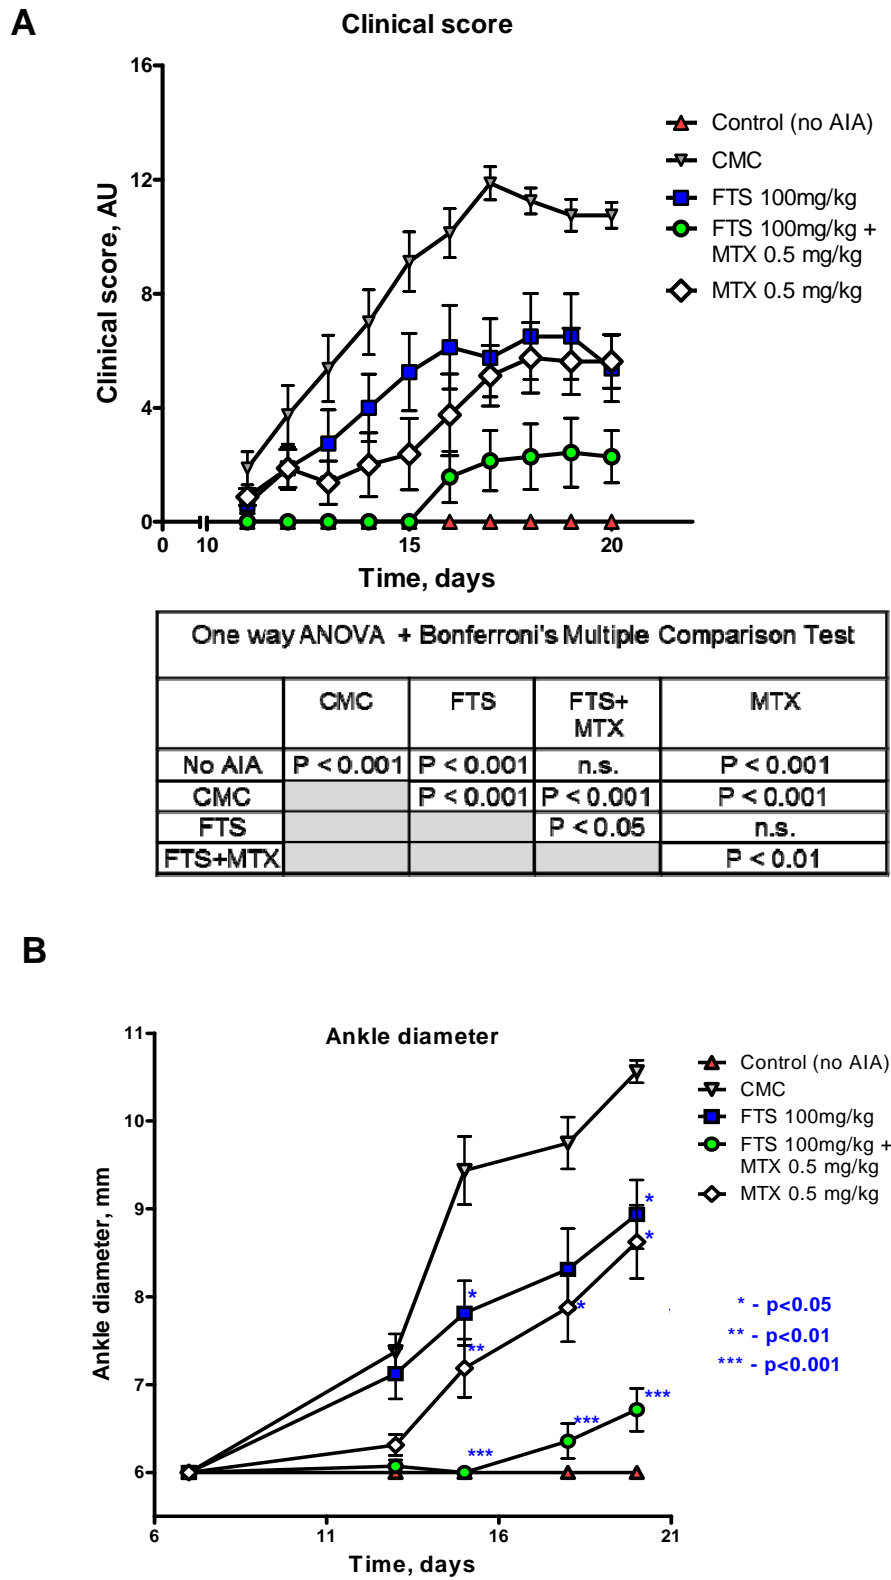 A
Clinical score
16
12
8
4
0
Clinical score, AU
0 10 15 20
Time, days
Control (no AIA)
CMC
FTS 100mg/kg
FTS 100mg/kg +
MTX 0.5 mg/kg
MTX 0.5 mg/kg
One way ANOVA + Bonferroni's Multiple Comparison Test
CMC FTS FTS+ MTX
MTX
No AIA P < 0.001 P < 0.001 n.s. P < 0.001
CMC P < 0.001 P < 0.001 P < 0.001
FTS P < 0.05 n.s.
FTS+MTX P < 0.01
B
Ankle diameter
11
10
9
8
7
6
Ankle diameter, mm
6 11 16 21
Time, days
Control (no AIA)
CMC
FTS 100mg/kg
FTS 100mg/kg +
MTX 0.5 mg/kg
MTX 0.5 mg/kg
*
*
*
*
**
***
***
***
* - p<0.05
** - p<0.01
*** - p<0.001